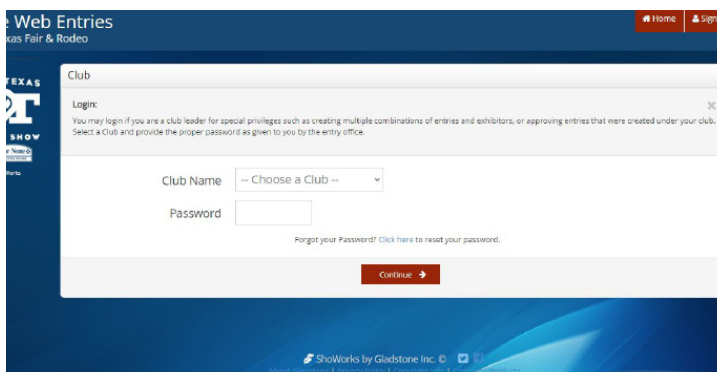 Web Entries
xas Fair & Rodeo
Home
Sign
TEXAS
SHOW
Club
Login:
You may login if you are a club leader for special privileges such as creating multiple combinations of entries and exhibitors, or approving entries that were created under your club.
Select a Club and provide the proper password as given to you by the entry office.
Club Name
-- Choose a Club --
Password
Forgot your Password? Click here to reset your password.
Continue
ShoWorks by Gladstone Inc. ©